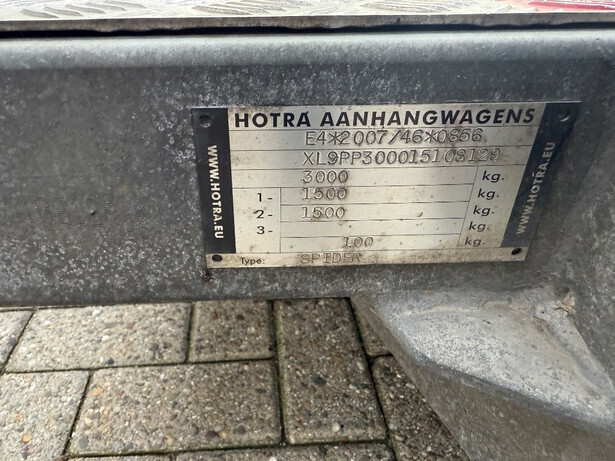 HOTRA AANHANGWAGENS
E4*2007/46*0856
XL9PP300015108129
3000 kg.
1- 1500 kg.
2- 1500 kg.
3- kg.
100 kg.
Type: SPIDER
WWW.HOTRA.EU
WWW.HOTRA.EU